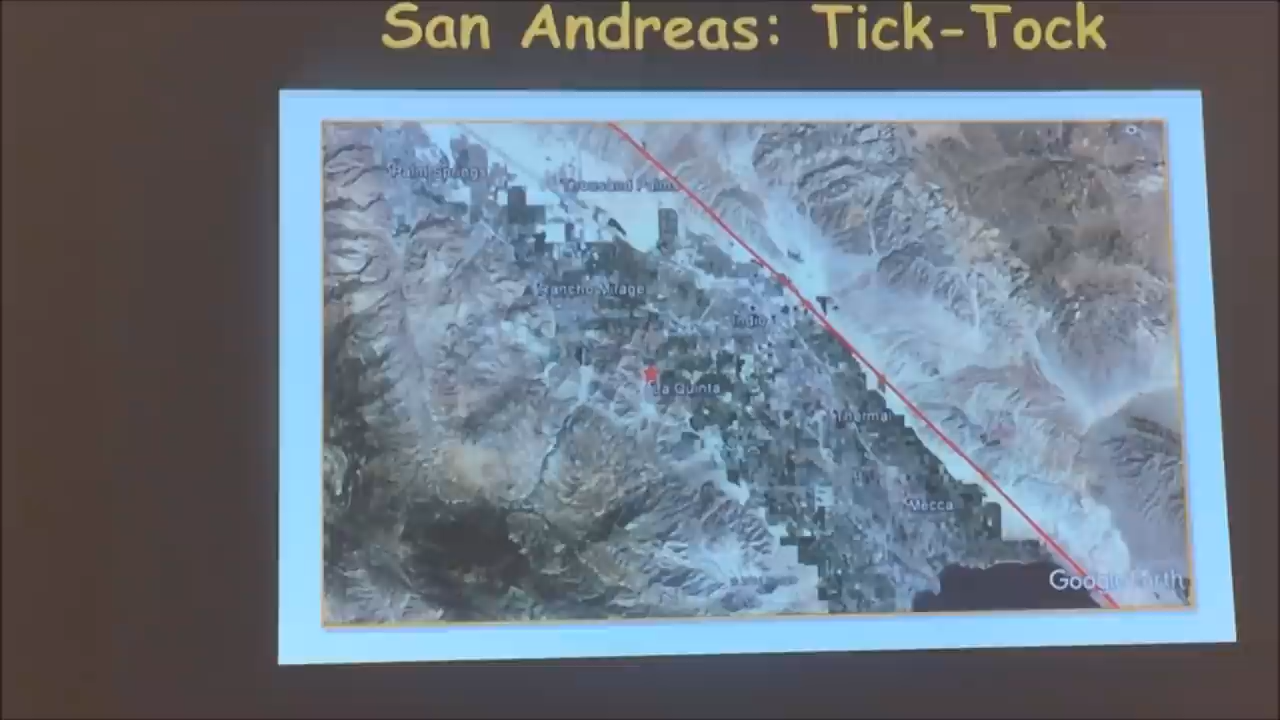 San Andreas: Tick-Tock
Palm Springs
Thousand Palms
Rancho Mirage
Indio
La Quinta
Thermal
Mecca
Google Earth